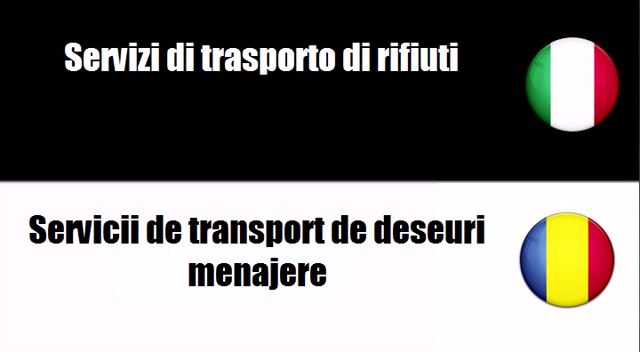 Servizi di trasporto di rifiuti
Servicii de transport de deseuri
menajere